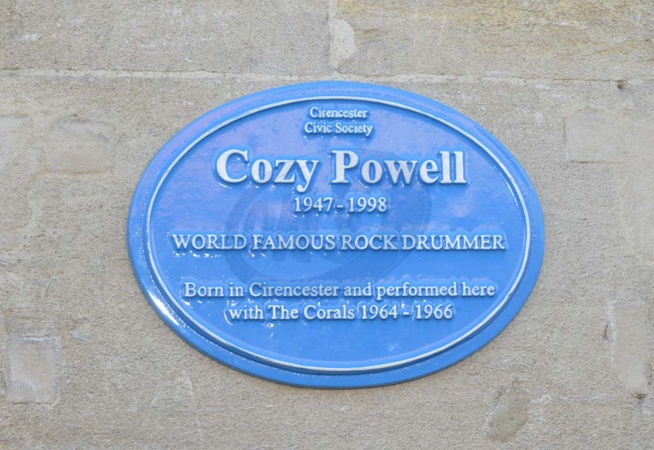 Cirencester
Civic Society
Cozy Powell
1947 - 1998
WORLD FAMOUS ROCK DRUMMER
Born in Cirencester and performed here
with The Corals 1964 - 1966